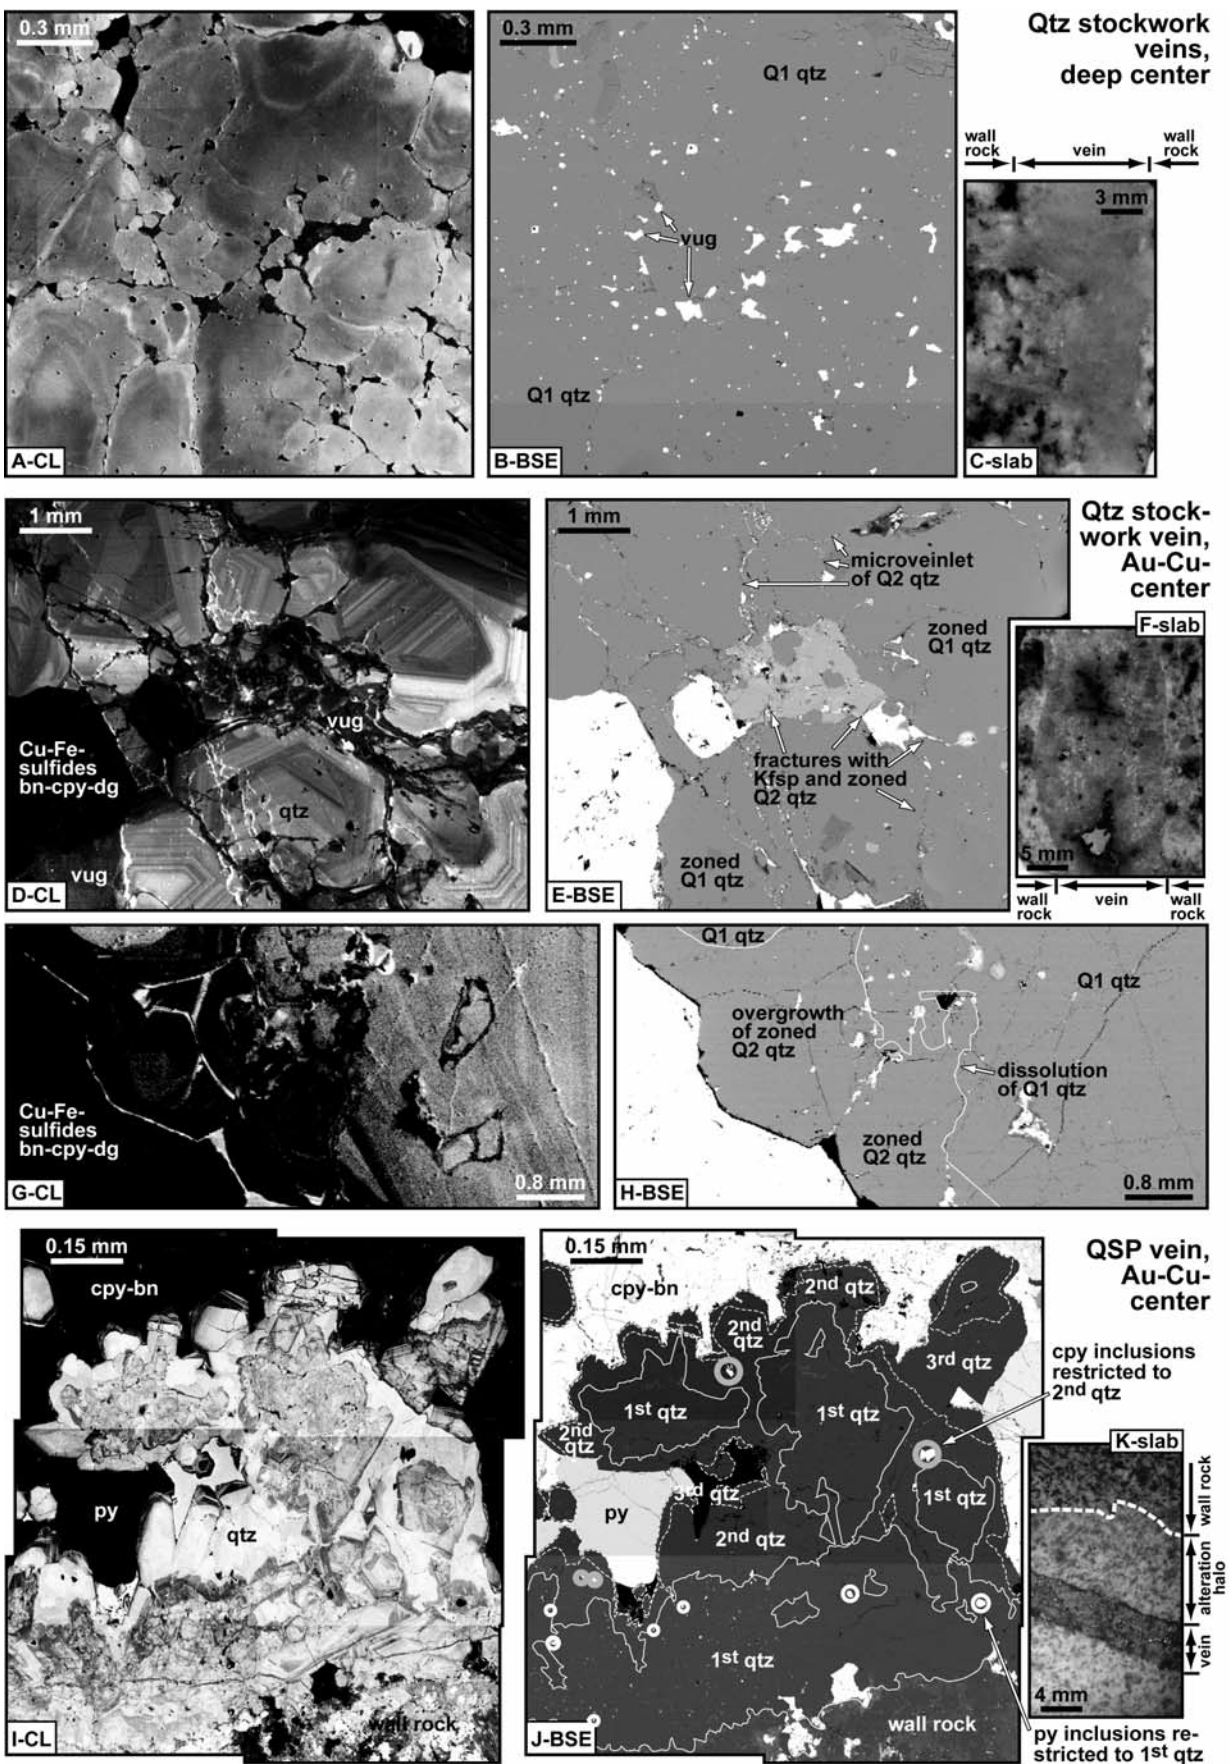 0.3 mm
A-CL
0.3 mm
Q1 qtz
vug
Q1 qtz
B-BSE
Qtz stockwork
veins,
deep center
wall
rock
vein
wall
rock
3 mm
C-slab
1 mm
vug
Cu-Fe-
sulfides
bn-cpy-dg
qtz
vug
D-CL
1 mm
microveinlet
of Q2 qtz
zoned
Q1 qtz
fractures with
Kfsp and zoned
Q2 qtz
zoned
Q1 qtz
E-BSE
Qtz stock-
work vein,
Au-Cu-
center
F-slab
5 mm
wall
rock
vein
wall
rock
Cu-Fe-
sulfides
bn-cpy-dg
G-CL
0.8 mm
Q1 qtz
Q1 qtz
overgrowth
of zoned
Q2 qtz
dissolution
of Q1 qtz
zoned
Q2 qtz
H-BSE
0.8 mm
0.15 mm
cpy-bn
py
qtz
wall rock
I-CL
0.15 mm
cpy-bn
2nd qtz
2nd
qtz
3rd qtz
1st qtz
1st qtz
2nd
qtz
3rd qtz
1st qtz
py
2nd qtz
1st qtz
wall rock
J-BSE
QSP vein,
Au-Cu-
center
cpy inclusions
restricted to
2nd qtz
K-slab
wall rock
alteration
halo
vein
4 mm
py inclusions re-
stricted to 1st qtz